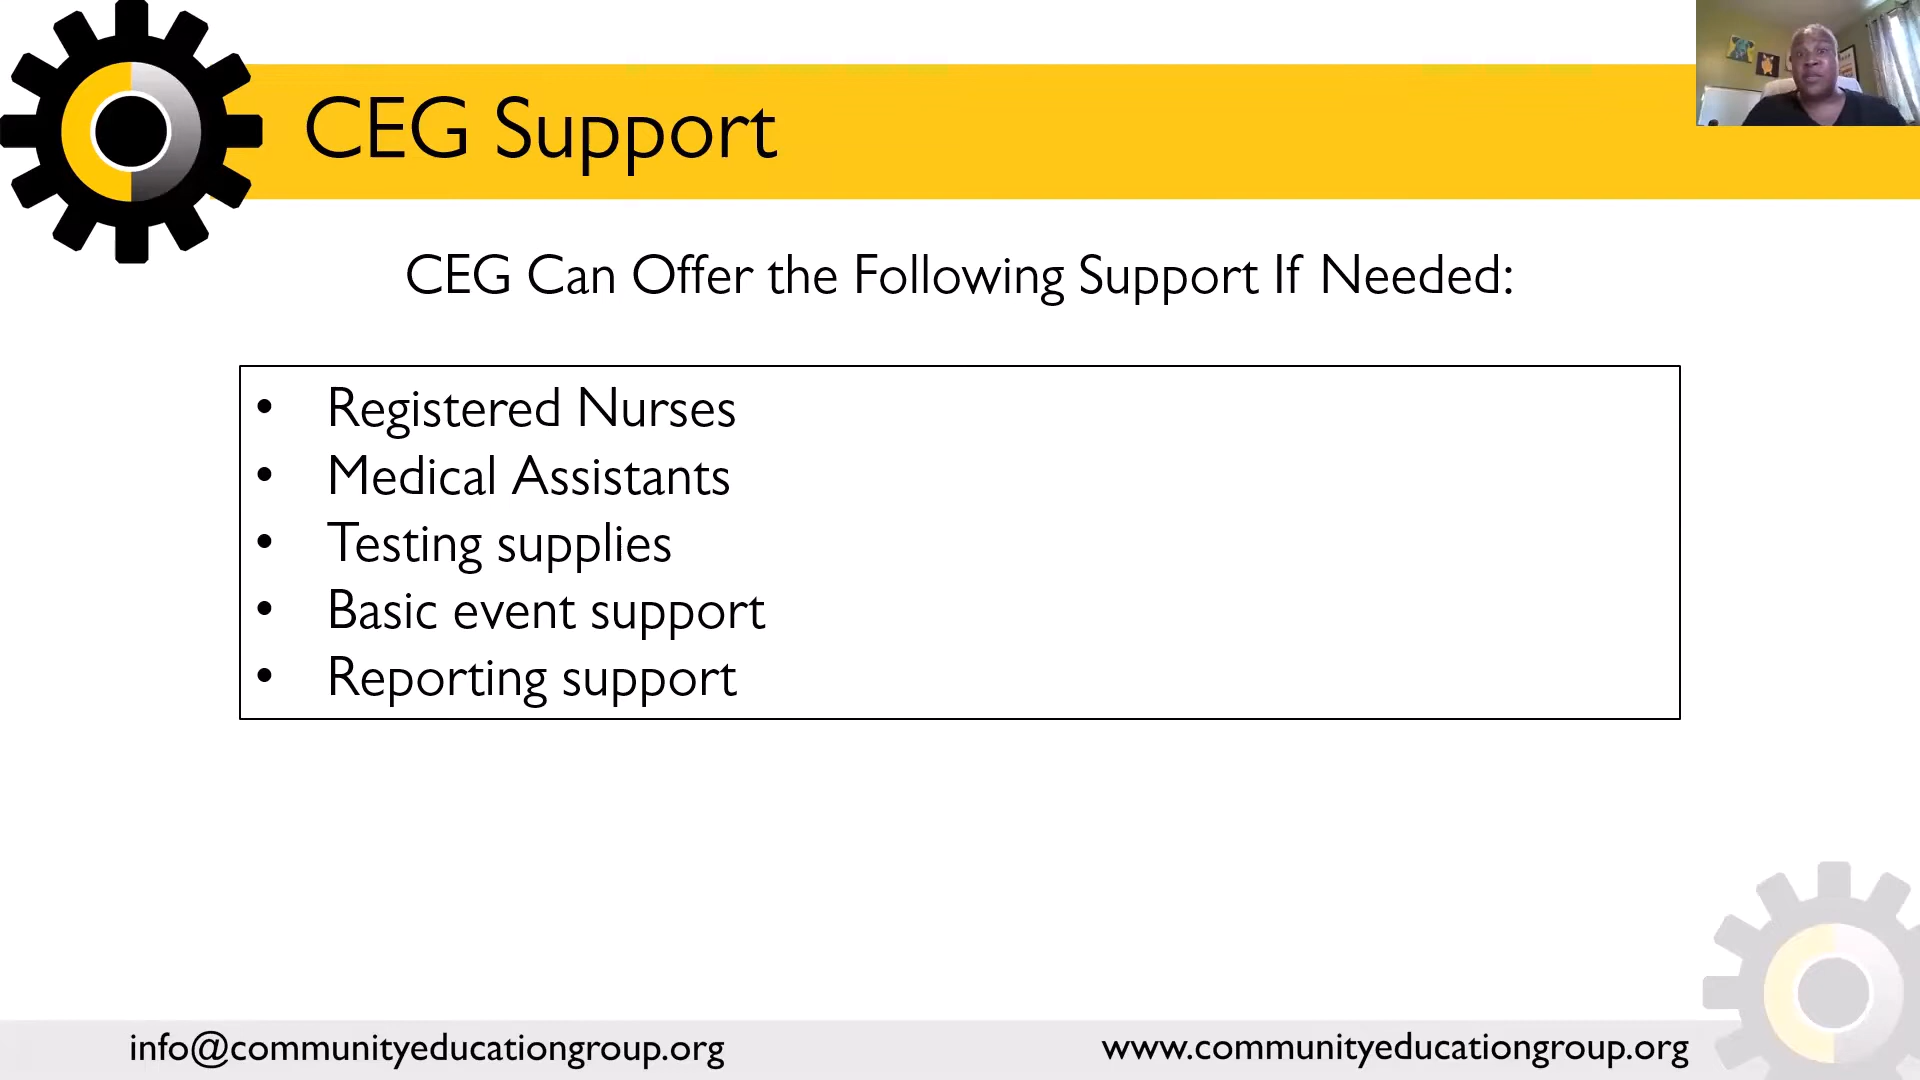 CEG Support
CEG Can Offer the Following Support If Needed:
• Registered Nurses
• Medical Assistants
• Testing supplies
• Basic event support
• Reporting support
info@communityeducationgroup.org
www.communityeducationgroup.org